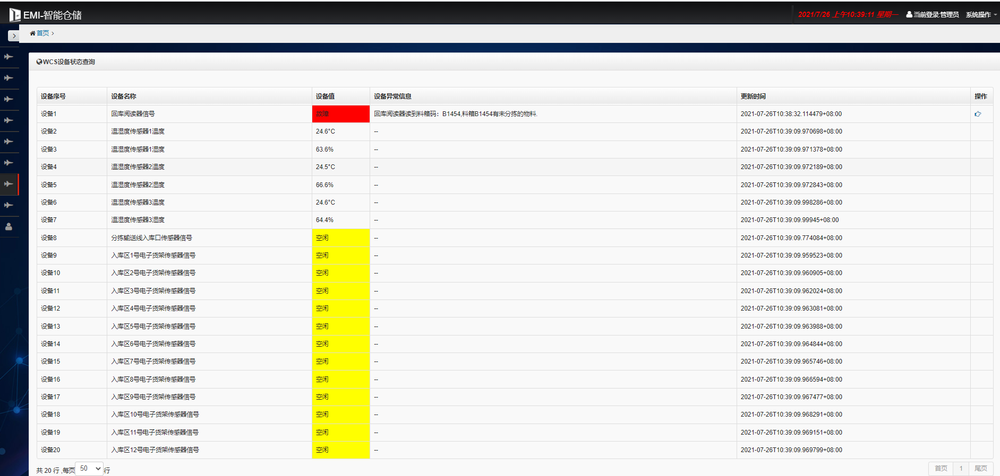 EMI-智能仓储
2021/7/26 上午10:39:11 星期一 当前登录:管理员 系统操作
首页
WCS设备状态查询
设备序号 设备名称 设备值 设备异常信息 更新时间 操作
设备1 回库阅读器信号 故障 回库阅读器读到料箱码：B1454,料箱B1454有未分拣的物料. 2021-07-26T10:38:32.114479+08:00
设备2 温湿度传感器1温度 24.6°C -- 2021-07-26T10:39:09.970698+08:00
设备3 温湿度传感器1湿度 63.6% -- 2021-07-26T10:39:09.971378+08:00
设备4 温湿度传感器2温度 24.5°C -- 2021-07-26T10:39:09.972189+08:00
设备5 温湿度传感器2湿度 66.6% -- 2021-07-26T10:39:09.972843+08:00
设备6 温湿度传感器3温度 24.6°C -- 2021-07-26T10:39:09.998286+08:00
设备7 温湿度传感器3湿度 64.4% -- 2021-07-26T10:39:09.99945+08:00
设备8 分拣输送线入库口传感器信号 空闲 -- 2021-07-26T10:39:09.774084+08:00
设备9 入库区1号电子货架传感器信号 空闲 -- 2021-07-26T10:39:09.959523+08:00
设备10 入库区2号电子货架传感器信号 空闲 -- 2021-07-26T10:39:09.960905+08:00
设备11 入库区3号电子货架传感器信号 空闲 -- 2021-07-26T10:39:09.962024+08:00
设备12 入库区4号电子货架传感器信号 空闲 -- 2021-07-26T10:39:09.963081+08:00
设备13 入库区5号电子货架传感器信号 空闲 -- 2021-07-26T10:39:09.963988+08:00
设备14 入库区6号电子货架传感器信号 空闲 -- 2021-07-26T10:39:09.964844+08:00
设备15 入库区7号电子货架传感器信号 空闲 -- 2021-07-26T10:39:09.965746+08:00
设备16 入库区8号电子货架传感器信号 空闲 -- 2021-07-26T10:39:09.966594+08:00
设备17 入库区9号电子货架传感器信号 空闲 -- 2021-07-26T10:39:09.967477+08:00
设备18 入库区10号电子货架传感器信号 空闲 -- 2021-07-26T10:39:09.968291+08:00
设备19 入库区11号电子货架传感器信号 空闲 -- 2021-07-26T10:39:09.969151+08:00
设备20 入库区12号电子货架传感器信号 空闲 -- 2021-07-26T10:39:09.969799+08:00
共 20 行 ,每页 50 行 首页 1 尾页